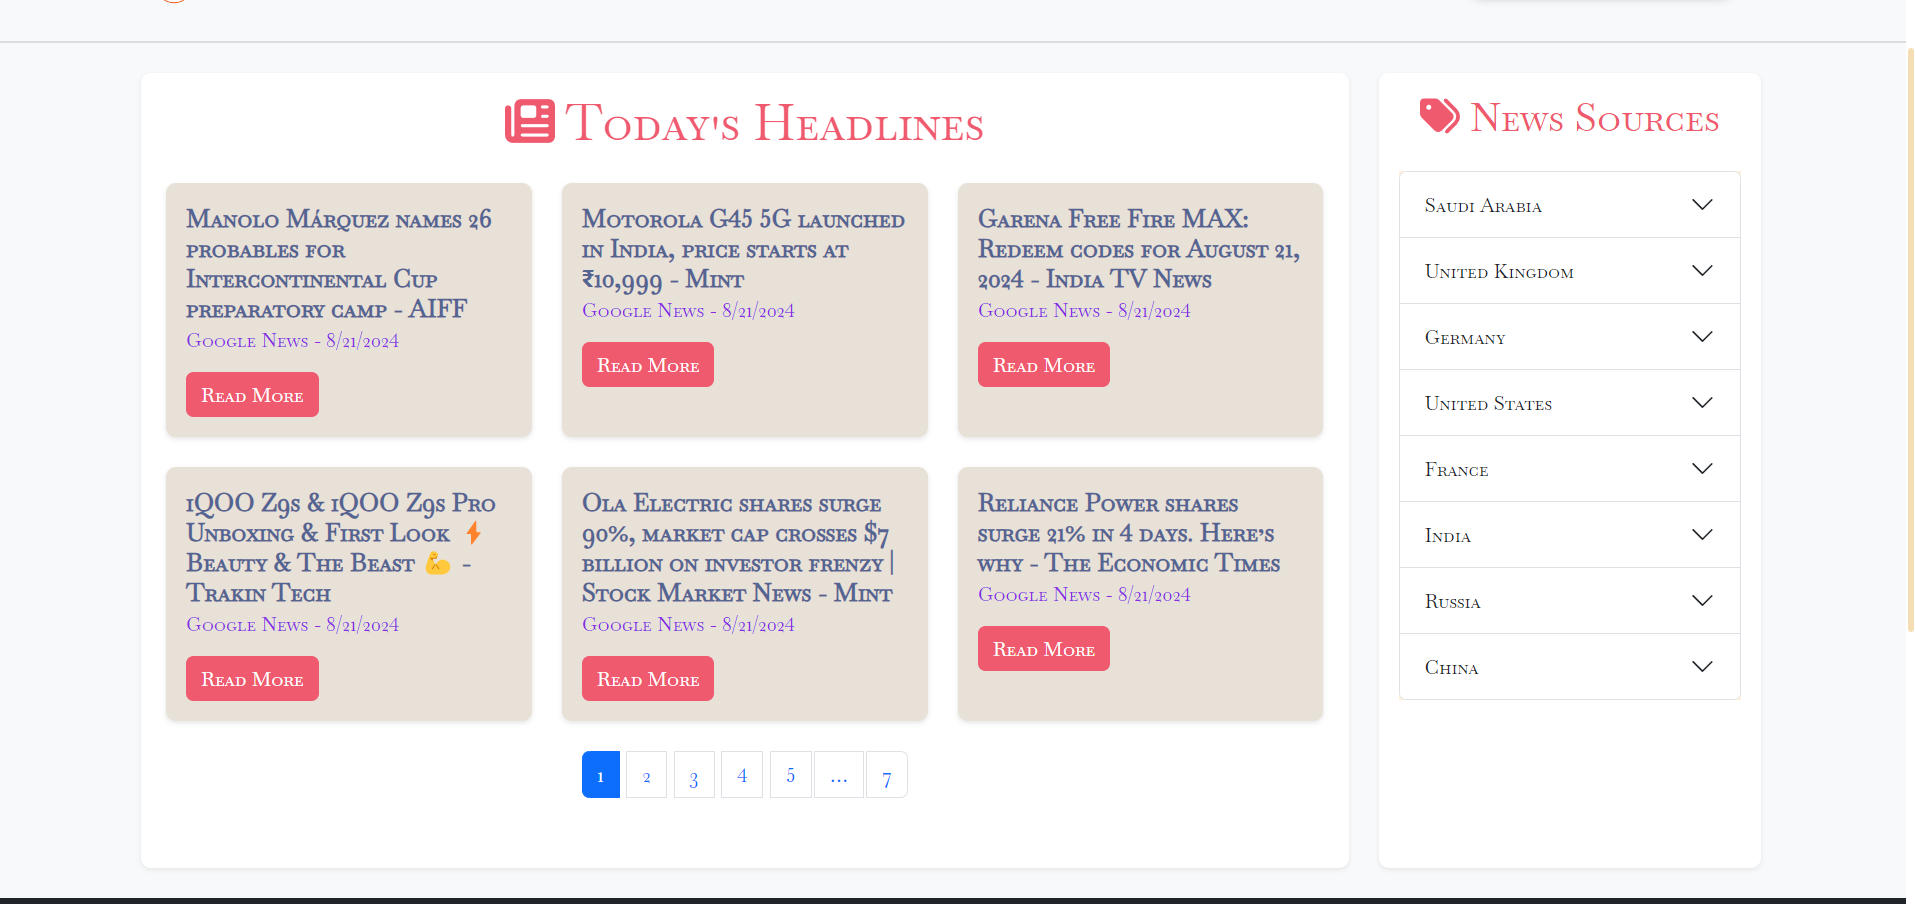 Today's Headlines
Manolo Márquez names 26
probables for
Intercontinental Cup
preparatory camp - AIFF
Google News - 8/21/2024
Read More
Motorola G45 5G launched
in India, price starts at
₹10,999 - Mint
Google News - 8/21/2024
Read More
Garena Free Fire MAX:
Redeem codes for August 21,
2024 - India TV News
Google News - 8/21/2024
Read More
iQOO Z9s & iQOO Z9s Pro
Unboxing & First Look ⚡
Beauty & The Beast 💪 -
Trakin Tech
Google News - 8/21/2024
Read More
Ola Electric shares surge
90%, market cap crosses $7
billion on investor frenzy |
Stock Market News - Mint
Google News - 8/21/2024
Read More
Reliance Power shares
surge 21% in 4 days. Here’s
why - The Economic Times
Google News - 8/21/2024
Read More
1 2 3 4 5 ... 7
News Sources
Saudi Arabia
United Kingdom
Germany
United States
France
India
Russia
China